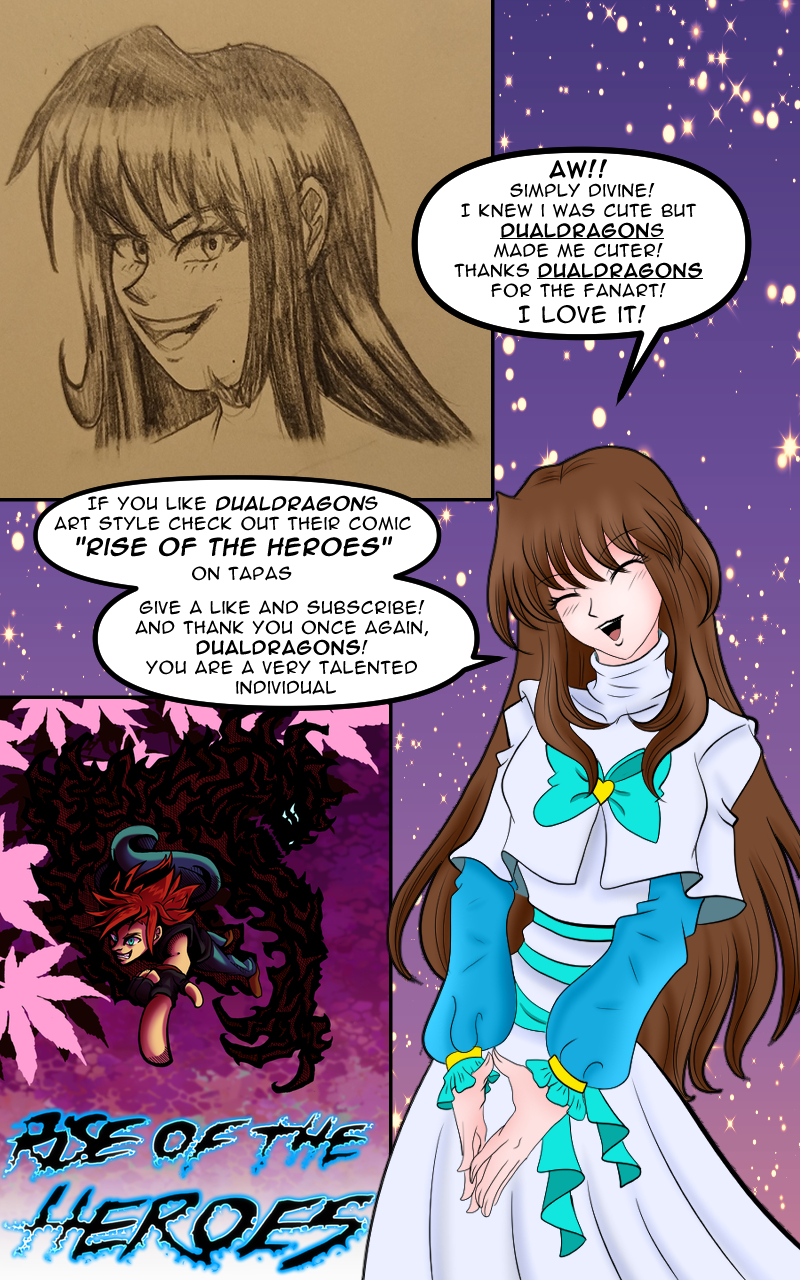 AW!!
SIMPLY DIVINE!
I KNEW I WAS CUTE BUT
DUALDRAGONS
MADE ME CUTER!
THANKS DUALDRAGONS
FOR THE FANART!
I LOVE IT!
IF YOU LIKE DUALDRAGONS
ART STYLE CHECK OUT THEIR COMIC
"RISE OF THE HEROES"
ON TAPAS
GIVE A LIKE AND SUBSCRIBE!
AND THANK YOU ONCE AGAIN,
DUALDRAGONS!
YOU ARE A VERY TALENTED
INDIVIDUAL
RISE OF THE
HEROES